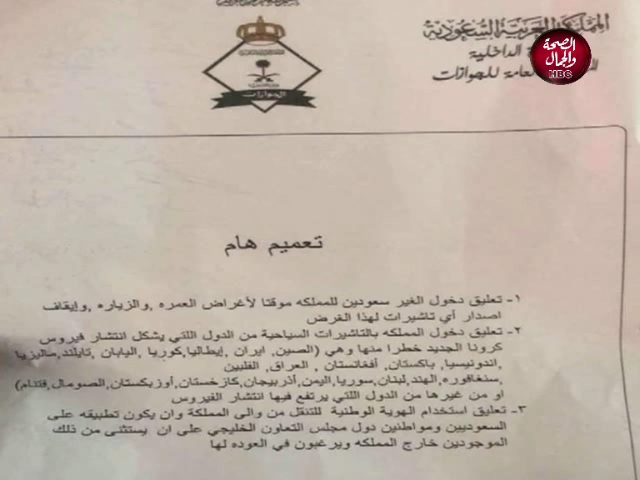 المملكة العربية السعودية
الداخلية
العامة للجوازات
الصحة
والجمال
MBC
الجوازات
تعميم هام
١- تعليق دخول الغير سعودين للمملكه موقتا لأغراض العمره ,والزياره ,وإيقاف
اصدار أي تاشيرات لهذا الغرض
٢- تعليق دخول المملكه بالتاشيرات السياحية من الدول اللتي يشكل انتشار فيروس
كرونا الجديد خطرا منها وهي (الصين, ايران ,إيطاليا,كوريا ,اليابان ,تايلند,ماليزيا
,اندونيسيا, باكستان, أفغانستان , العراق, الفلبين
,سنغافوره,الهند,لبنان,سوريا,اليمن,أذربيجان,كازخستان,أوزبكستان,الصومال,فتنام)
او من غيرها من الدول اللتي يرتفع فيها انتشار الفيروس
٣- تعليق استخدام الهوية الوطنية للتنقل من والى المملكة وان يكون تطبيقه على
السعوديين ومواطنين دول مجلس التعاون الخليجي على ان يستثنى من ذلك
الموجودين خارج المملكه ويرغبون في العوده لها